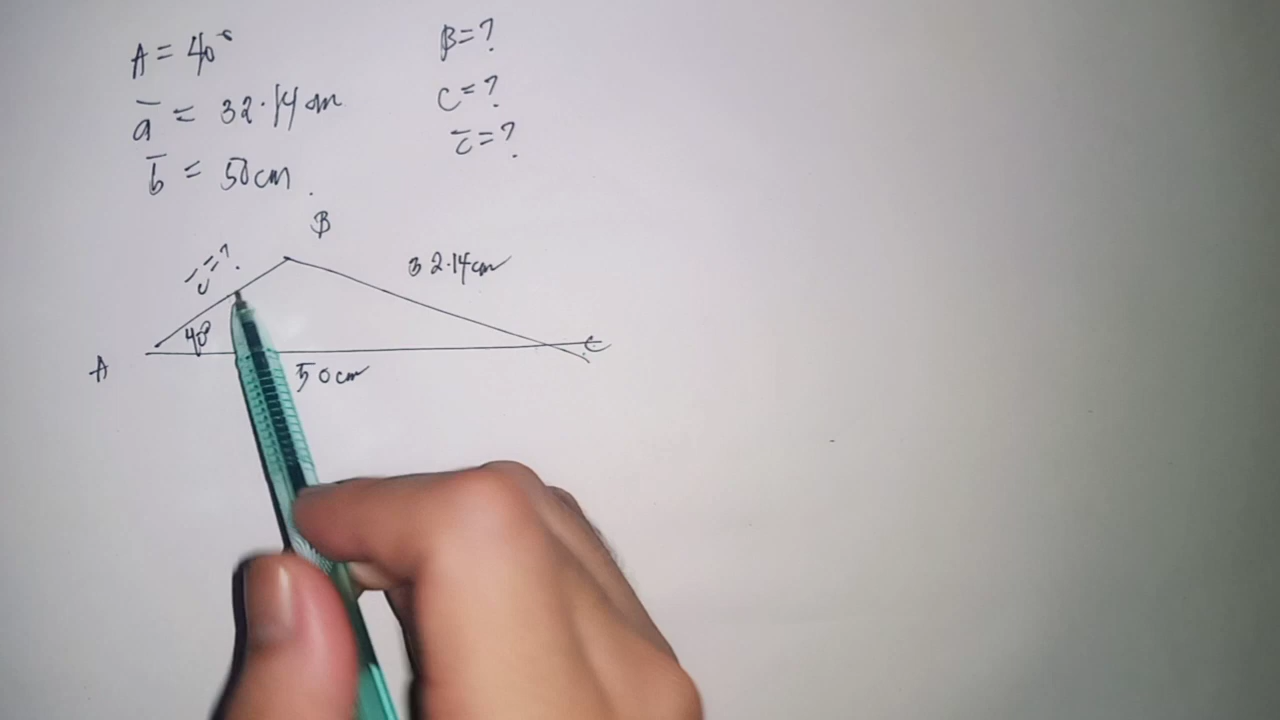 A = 40°
B = ?
a̅ = 32.14 cm
C = ?
b̅ = 50 cm
c̅ = ?
B
c̅ = ?
32.14 cm
40°
C
A
50 cm